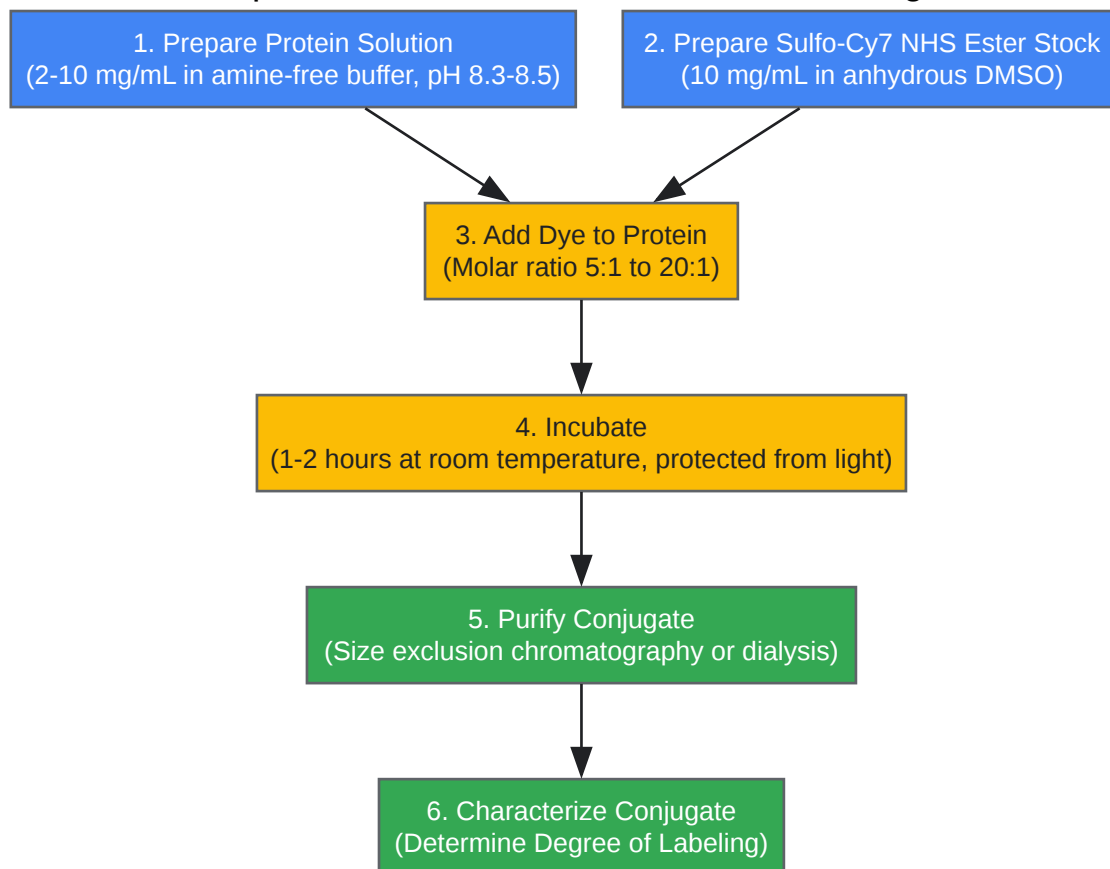 1. Prepare Protein Solution
(2-10 mg/mL in amine-free buffer, pH 8.3-8.5)
2. Prepare Sulfo-Cy7 NHS Ester Stock
(10 mg/mL in anhydrous DMSO)
3. Add Dye to Protein
(Molar ratio 5:1 to 20:1)
4. Incubate
(1-2 hours at room temperature, protected from light)
5. Purify Conjugate
(Size exclusion chromatography or dialysis)
6. Characterize Conjugate
(Determine Degree of Labeling)